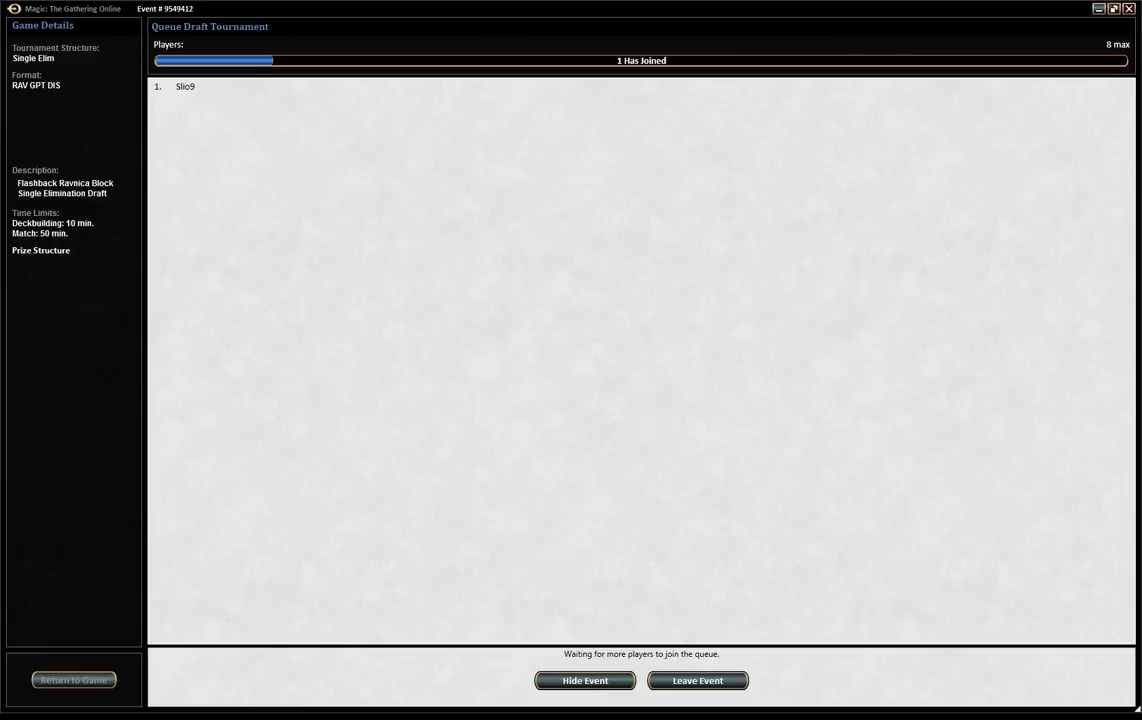 Magic: The Gathering Online Event # 9549412
Game Details
Tournament Structure:
Single Elim
Format:
RAV GPT DIS
Description:
Flashback Ravnica Block
Single Elimination Draft
Time Limits:
Deckbuilding: 10 min.
Match: 50 min.
Prize Structure
Return to Game
Queue Draft Tournament
Players: 8 max
1 Has Joined
1. Slio9
Waiting for more players to join the queue.
Hide Event Leave Event